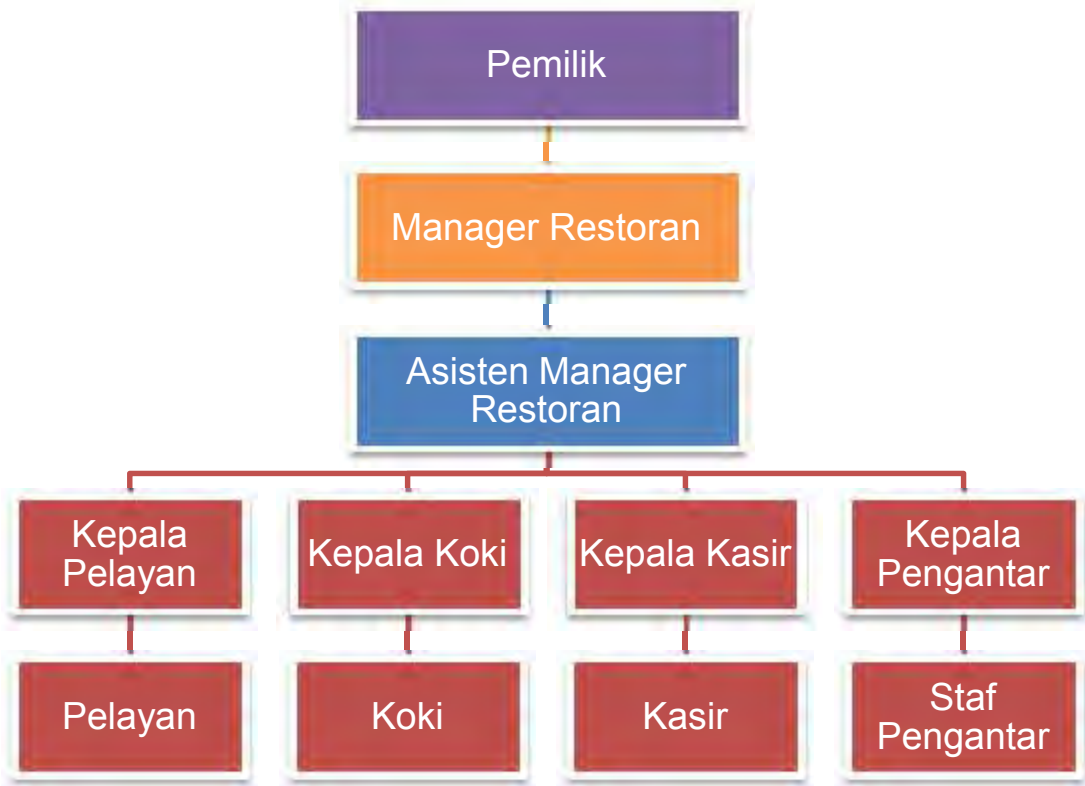 Pemilik
Manager Restoran
Asisten Manager
Restoran
Kepala
Pelayan
Kepala Koki
Kepala Kasir
Kepala
Pengantar
Pelayan
Koki
Kasir
Staf
Pengantar